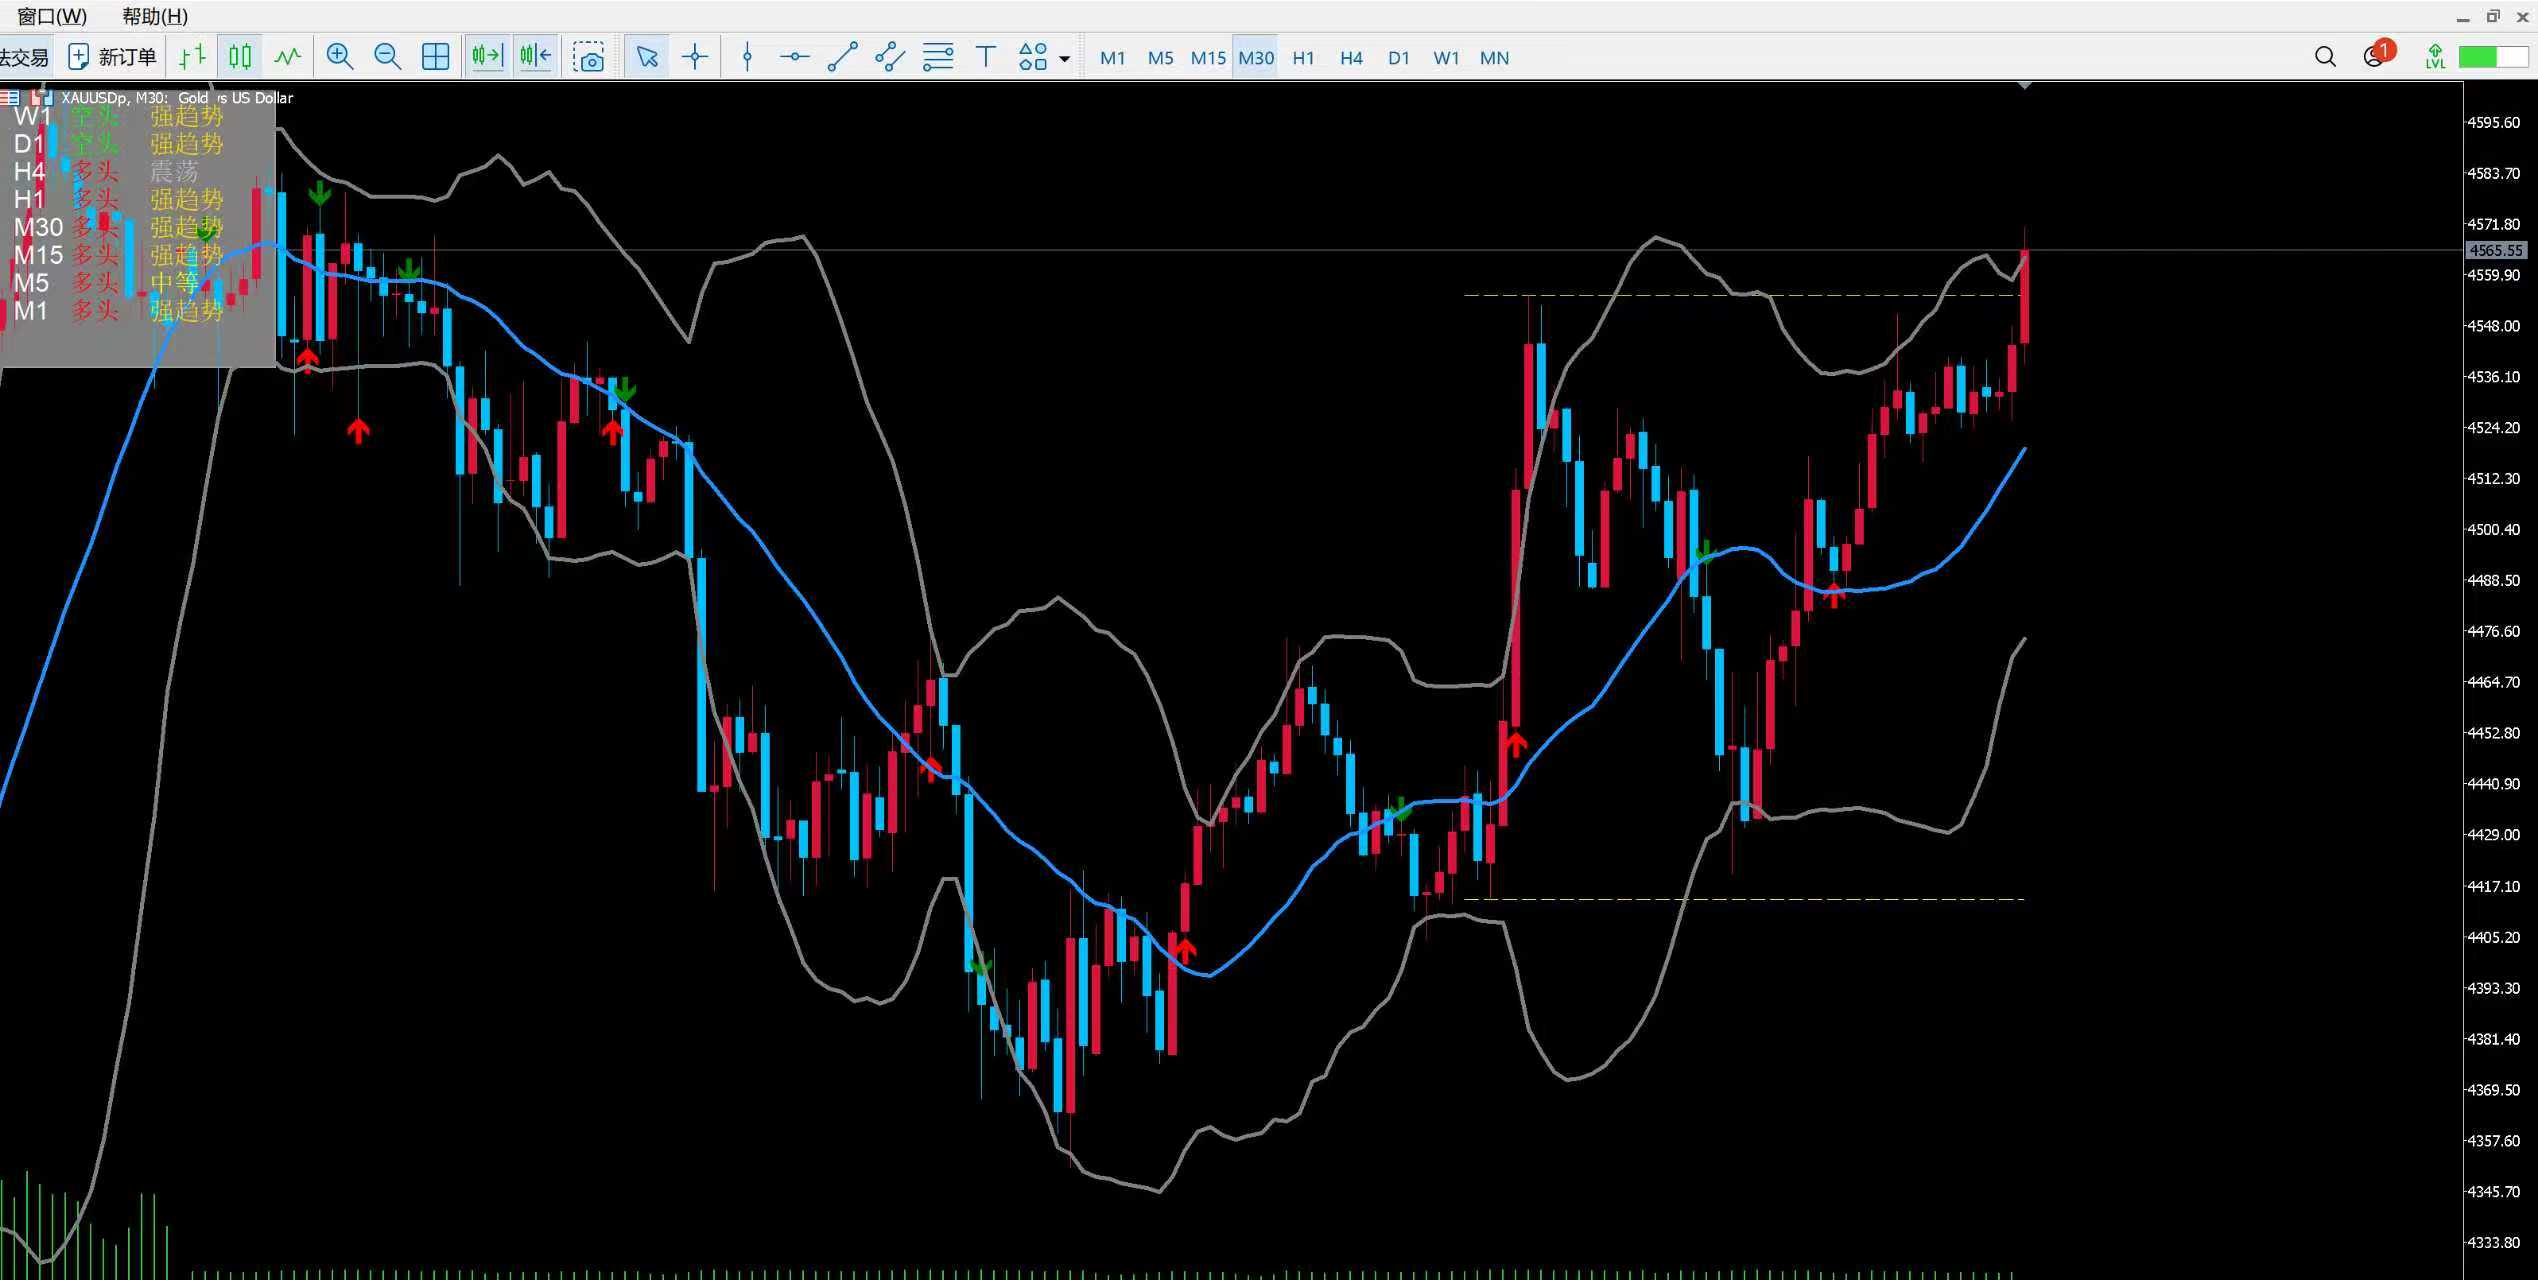 窗口(W) 帮助(H)
法交易 新订单 T M1 M5 M15 M30 H1 H4 D1 W1 MN 1 LVL
XAUUSDp, M30: Gold vs US Dollar
W1 空头 强趋势
D1 空头 强趋势
H4 多头 震荡
H1 多头 强趋势
M30 多头 强趋势
M15 多头 强趋势
M5 多头 中等
M1 多头 强趋势
4595.60
4583.70
4571.80
4565.55
4559.90
4548.00
4536.10
4524.20
4512.30
4500.40
4488.50
4476.60
4464.70
4452.80
4440.90
4429.00
4417.10
4405.20
4393.30
4381.40
4369.50
4357.60
4345.70
4333.80